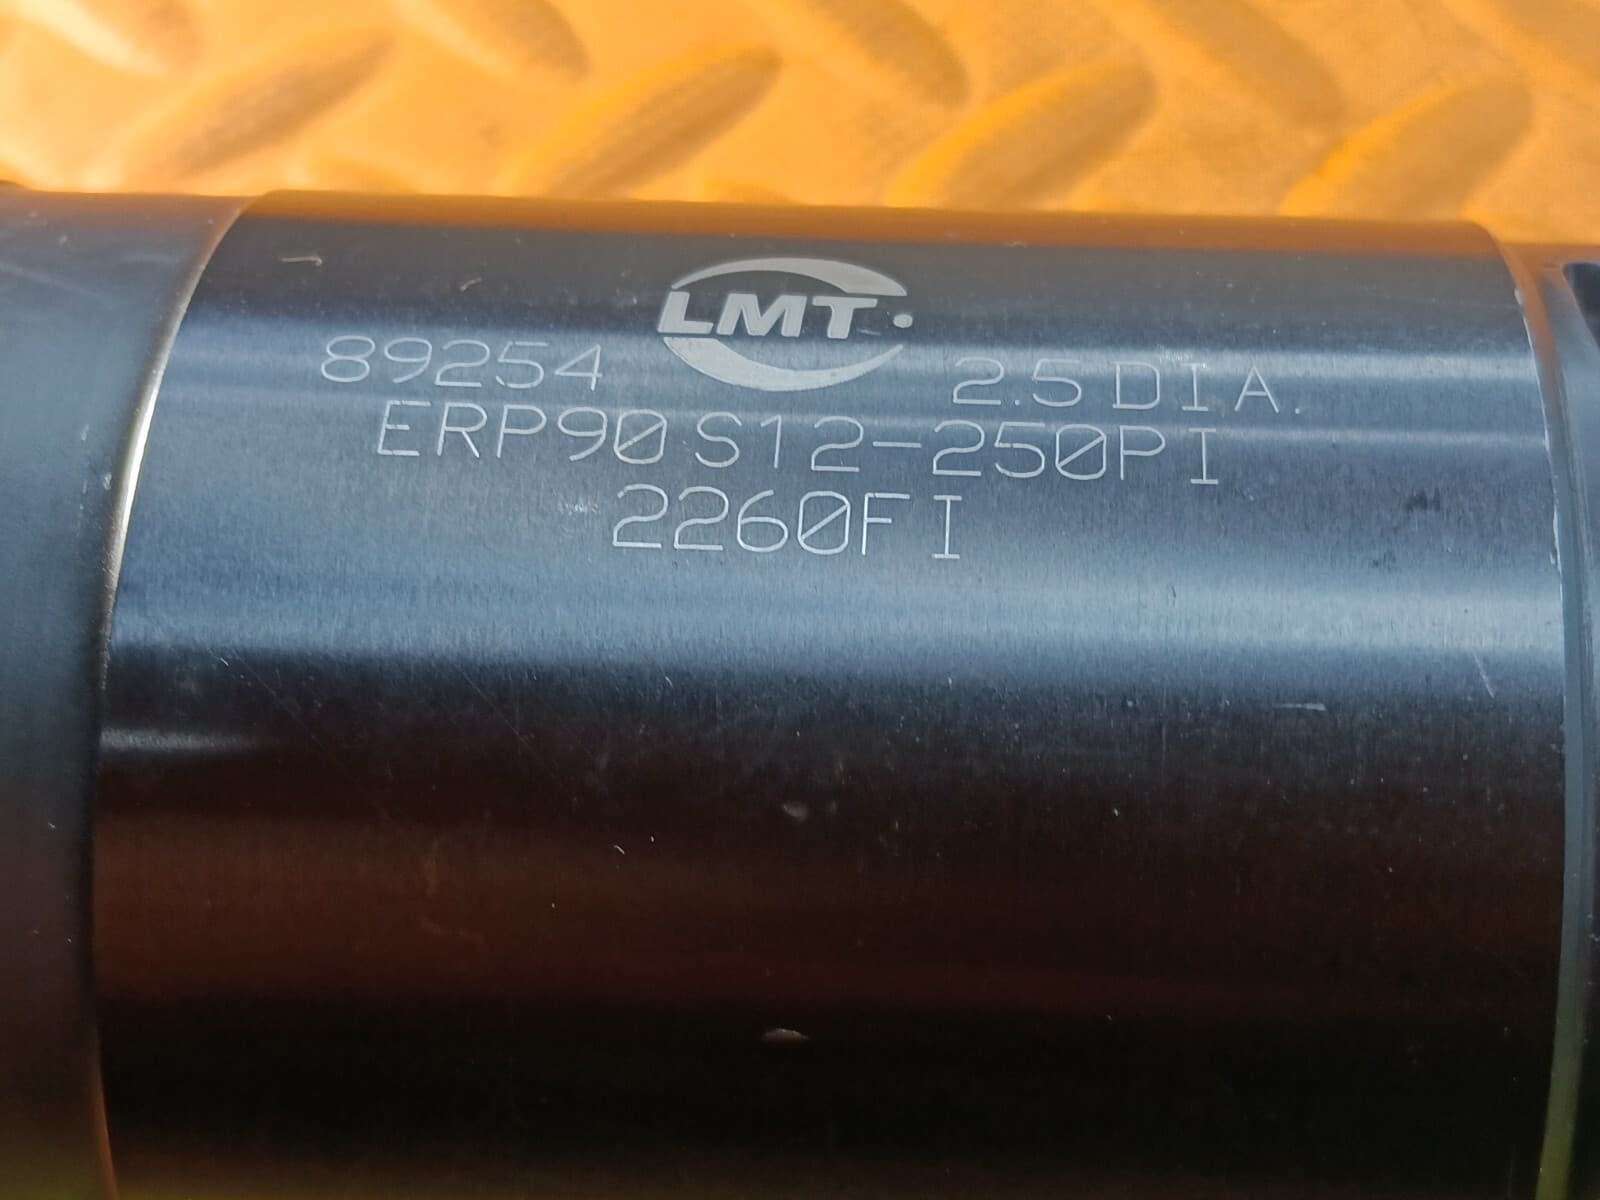 LMT.
89254 2.5 DIA.
ERP90 S12-250PI
2260FI